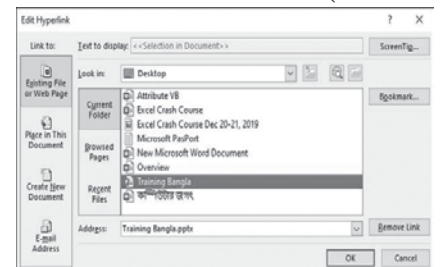 Edit Hyperlink ? X
Link to: Text to display: <<Selection in Document>> ScreenTip...
Existing File or Web Page
Look in: Desktop
Bookmark...
Current Folder
Attribute VB
Excel Crash Course
Excel Crash Course Dec 20-21, 2019
Microsoft PasPort
Browsed Pages
New Microsoft Word Document
Overview
Training Bangla
Recent Files
কম্পিউটার জগৎ
Place in This Document
Create New Document
E-mail Address
Address: Training Bangla.pptx Remove Link
OK Cancel